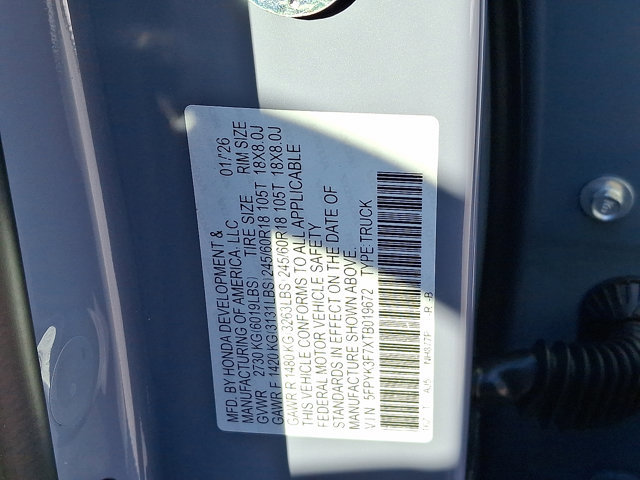 MFD. BY HONDA DEVELOPMENT & 01/'26
MANUFACTURING OF AMERICA, LLC
GVWR 2730 KG(6019LBS) TIRE SIZE RIM SIZE
GAWR F 1420 KG 3131LBS 245/60R18 105T 18X8.0J
GAWR R 1480 KG 3263LBS 245/60R18 105T 18X8.0J
THIS VEHICLE CONFORMS TO ALL APPLICABLE
FEDERAL MOTOR VEHICLE SAFETY
STANDARDS IN EFFECT ON THE DATE OF
MANUFACTURE SHOWN ABOVE.
VIN 5FPYK3F7XTB019672 TYPE:TRUCK